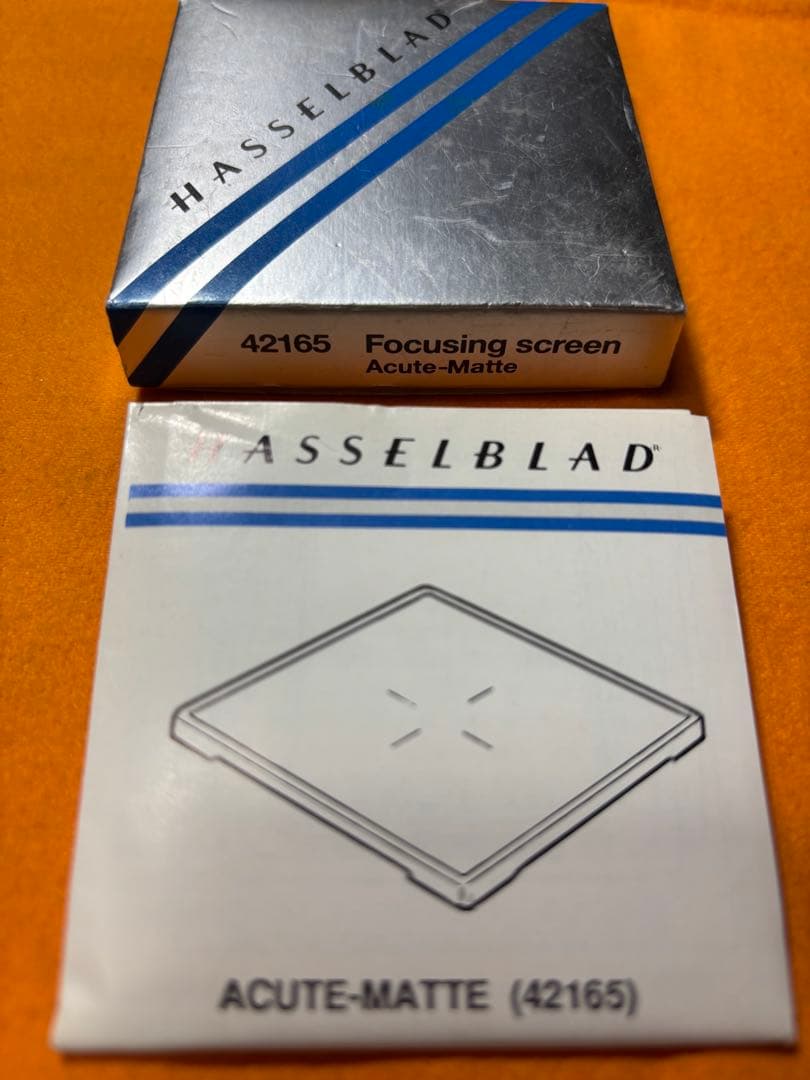 HASSELBLAD
42165 Focusing screen
Acute-Matte
HASSELBLAD®
ACUTE-MATTE (42165)